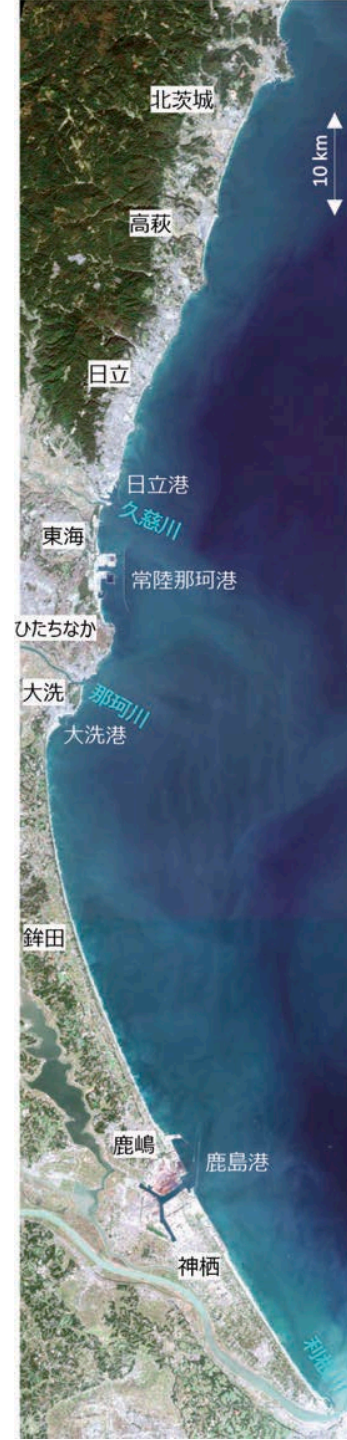 北茨城
10 km
高萩
日立
日立港
久慈川
東海
常陸那珂港
ひたちなか
大洗
那珂川
大洗港
鉾田
鹿嶋
鹿島港
神栖
利根川